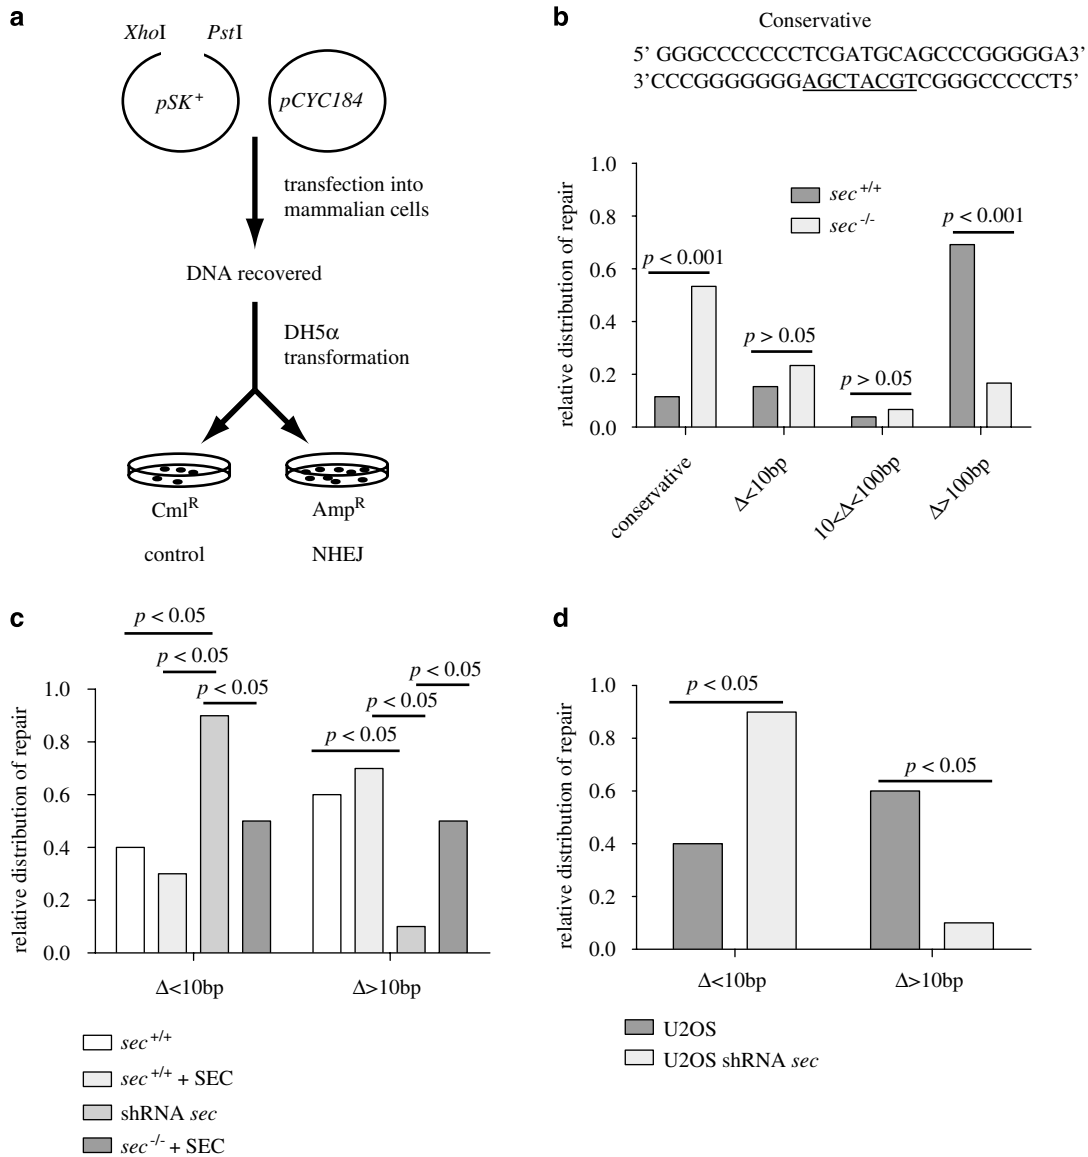 a
XhoI PstI
pSK+
pCYC184
transfection into
mammalian cells
DNA recovered
DH5α
transformation
CmlR
AmpR
control
NHEJ
b
Conservative
5' GGGCCCCCCCTCGATGCAGCCCGGGGGA3'
3'CCCGGGGGGGAGCTACGTCGGGCCCCCT5'
relative distribution of repair
1.0
0.8
0.6
0.4
0.2
0.0
sec+/+
sec-/-
p < 0.001
p > 0.05
p > 0.05
p < 0.001
conservative
Δ<10bp
10<Δ<100bp
Δ>100bp
c
relative distribution of repair
1.0
0.8
0.6
0.4
0.2
0.0
p < 0.05
p < 0.05
p < 0.05
p < 0.05
p < 0.05
p < 0.05
Δ<10bp
Δ>10bp
sec+/+
sec+/+ + SEC
shRNA sec
sec-/- + SEC
d
relative distribution of repair
1.0
0.8
0.6
0.4
0.2
0.0
p < 0.05
p < 0.05
Δ<10bp
Δ>10bp
U2OS
U2OS shRNA sec